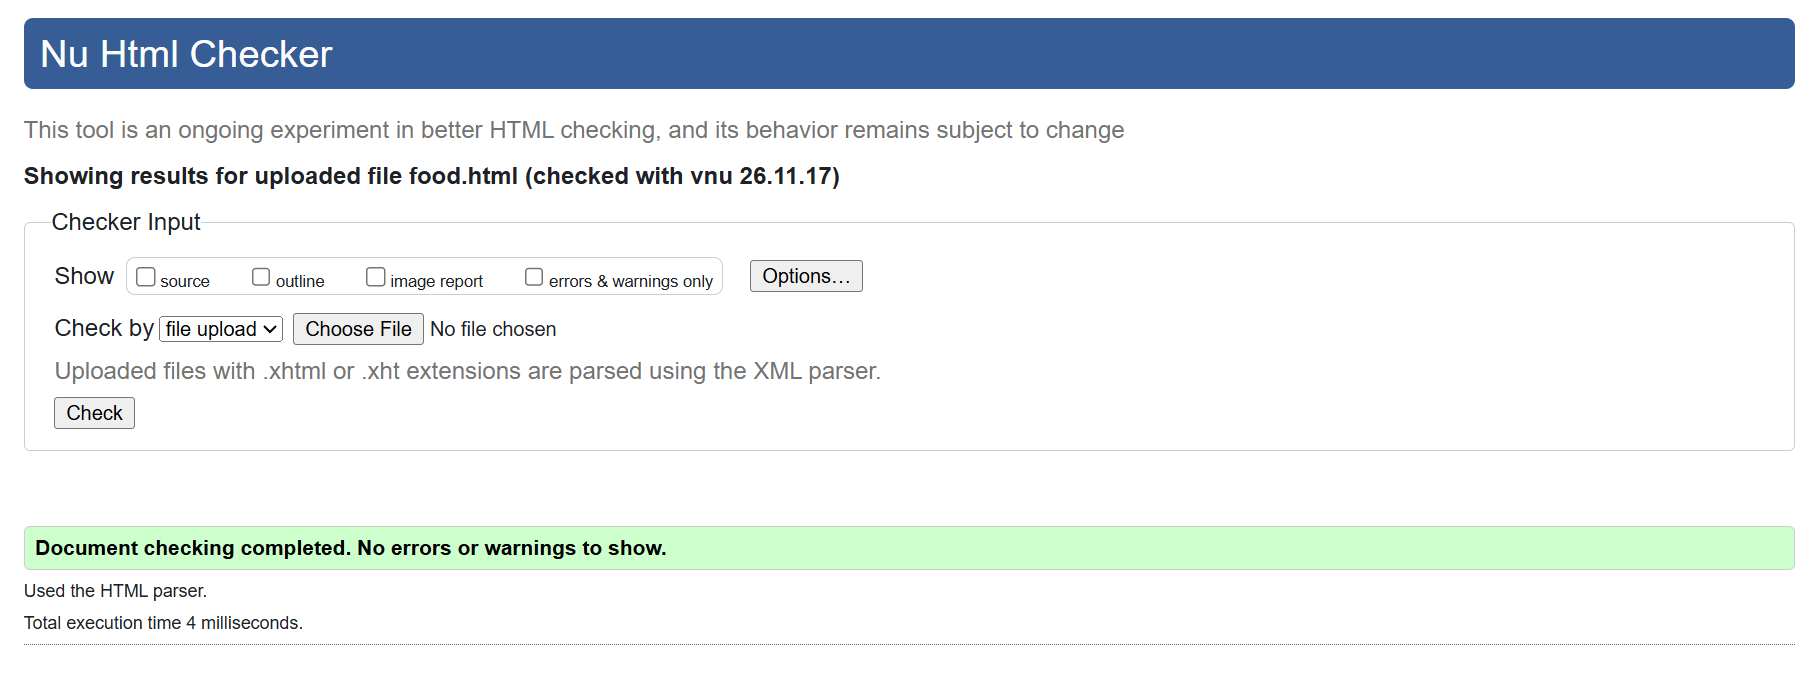 Nu Html Checker
This tool is an ongoing experiment in better HTML checking, and its behavior remains subject to change
Showing results for uploaded file food.html (checked with vnu 26.11.17)
Checker Input
Show source outline image report errors & warnings only Options…
Check by file upload Choose File No file chosen
Uploaded files with .xhtml or .xht extensions are parsed using the XML parser.
Check
Document checking completed. No errors or warnings to show.
Used the HTML parser.
Total execution time 4 milliseconds.